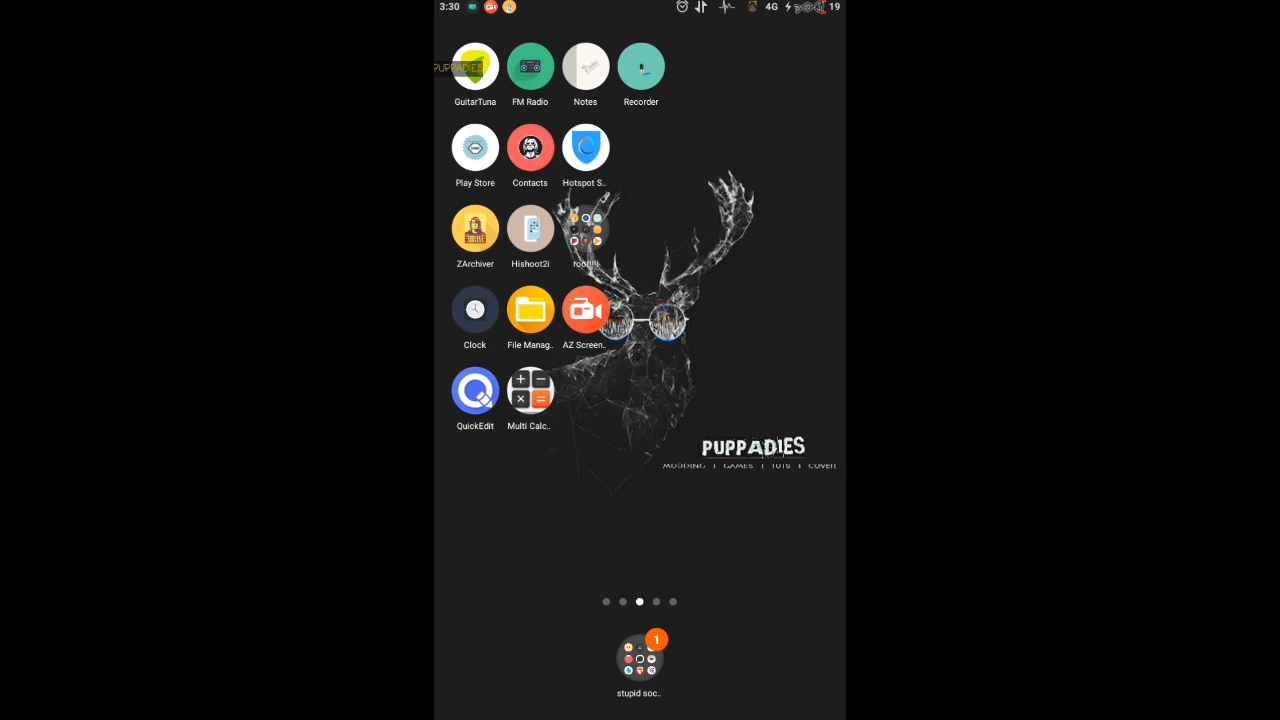 3:30 4G 19
PUPPADIES
GuitarTuna FM Radio Notes Recorder
Play Store Contacts Hotspot S..
ZArchiver Hishoot2i root!!!!
Clock File Manag.. AZ Screen..
QuickEdit Multi Calc..
PUPPADIES
MODDING | GAMES | TUTS | COVER
1
stupid soc..